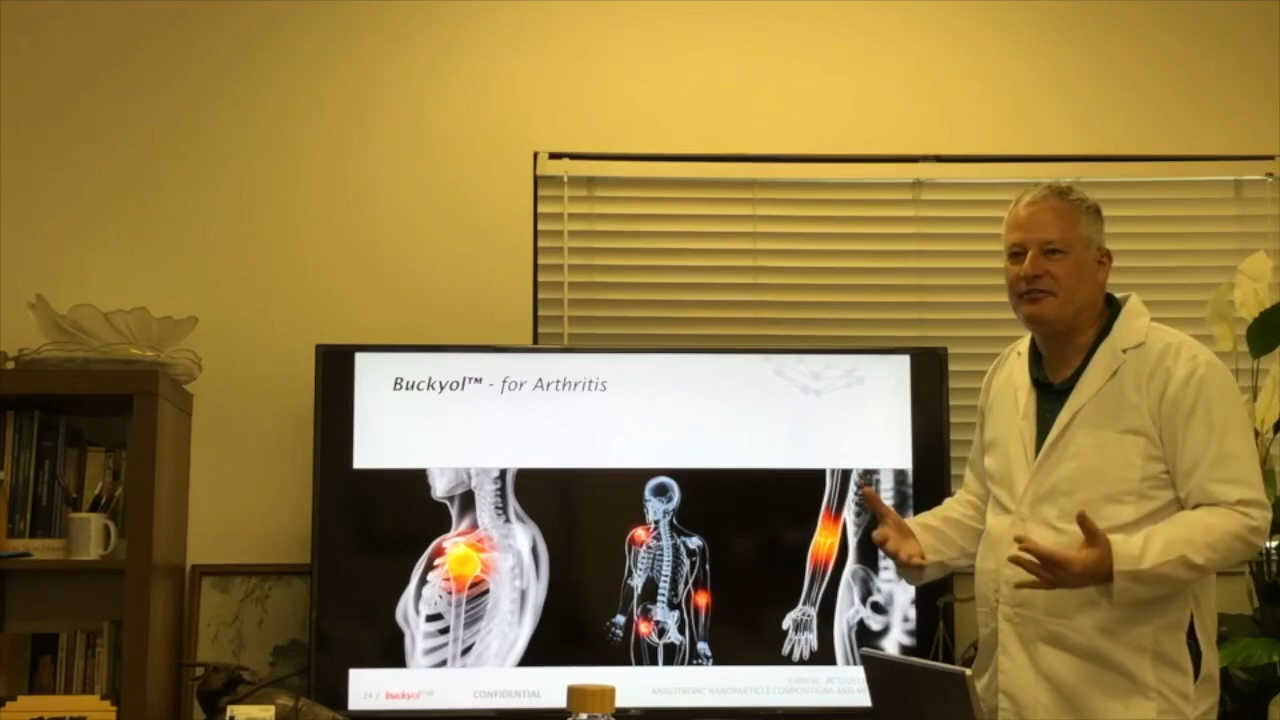 Buckyol™ - for Arthritis
24 / buckyol™ CONFIDENTIAL
ANISOTROPIC NANOPARTICLE COMPOSITIONS AND